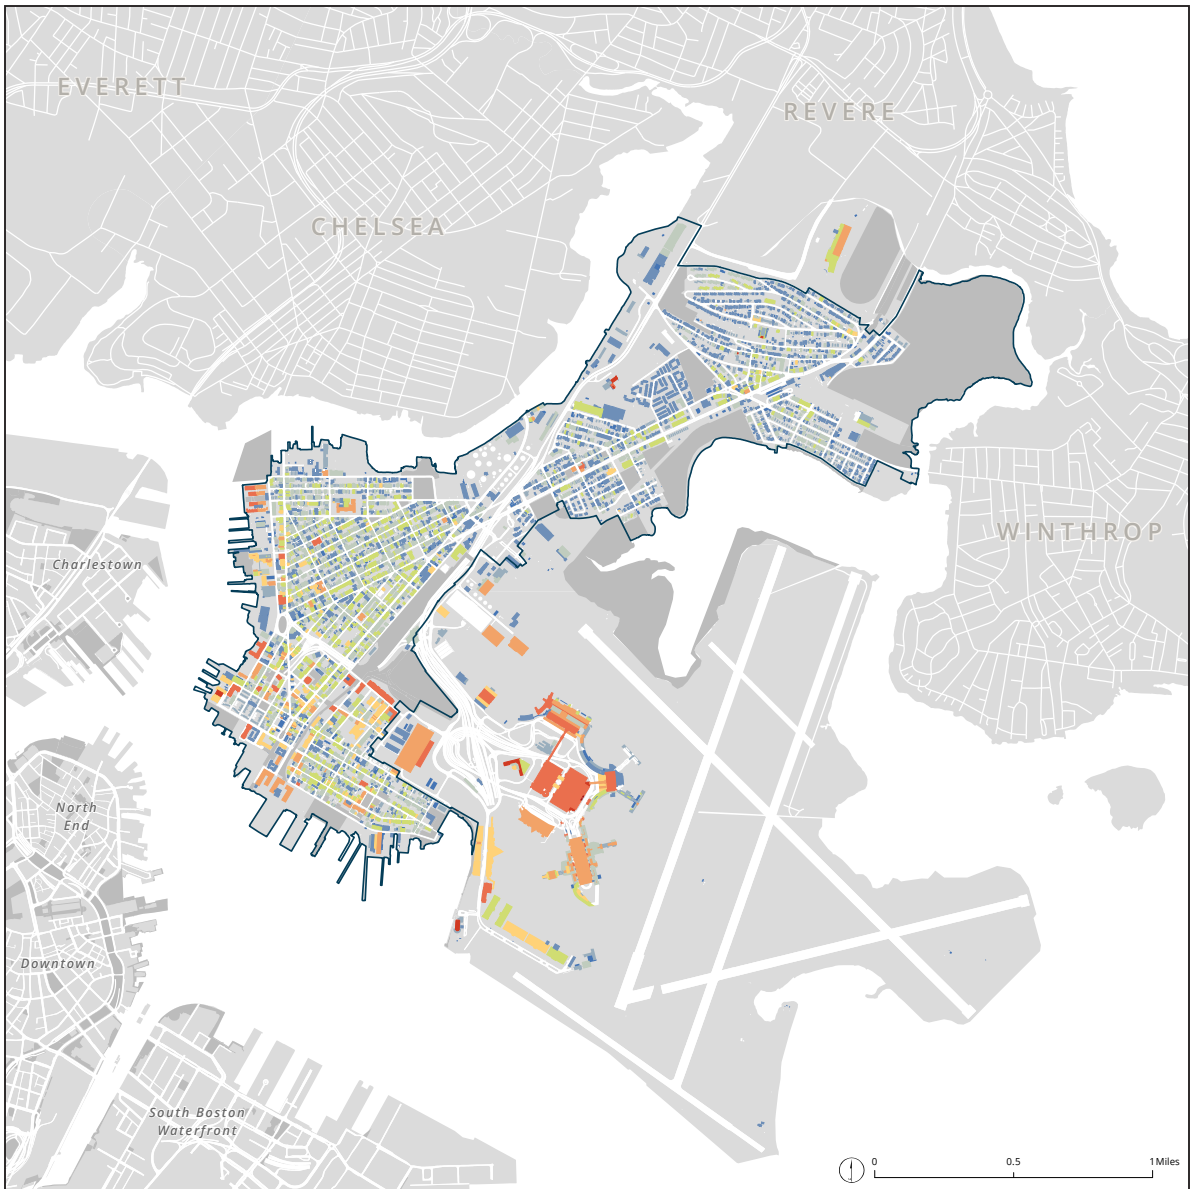 EVERETT
REVERE
CHELSEA
WINTHROP
Charlestown
North
End
Downtown
South Boston
Waterfront
0 0.5 1 Miles